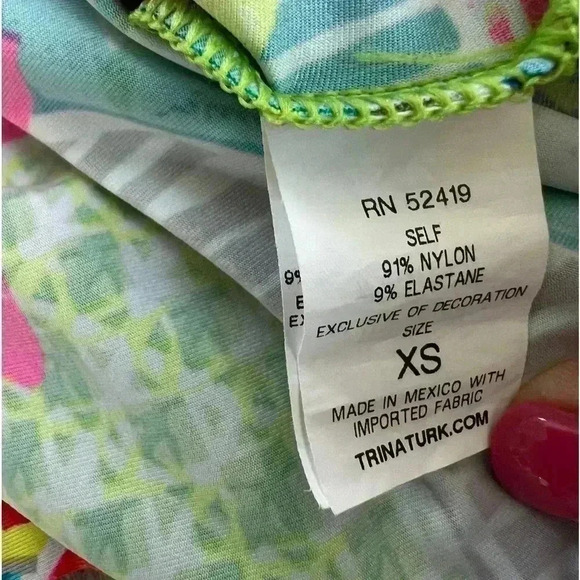 RN 52419
SELF
91% NYLON
9% ELASTANE
EXCLUSIVE OF DECORATION
SIZE
XS
MADE IN MEXICO WITH
IMPORTED FABRIC
TRINATURK.COM
9%